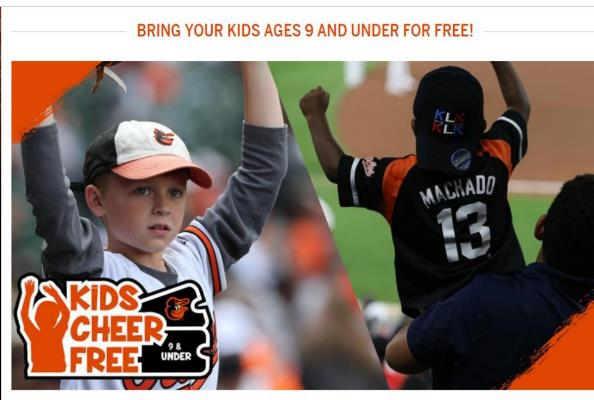 BRING YOUR KIDS AGES 9 AND UNDER FOR FREE!
KLK
KLK
MACHADO
13
KIDS
CHEER
FREE
9 &
UNDER